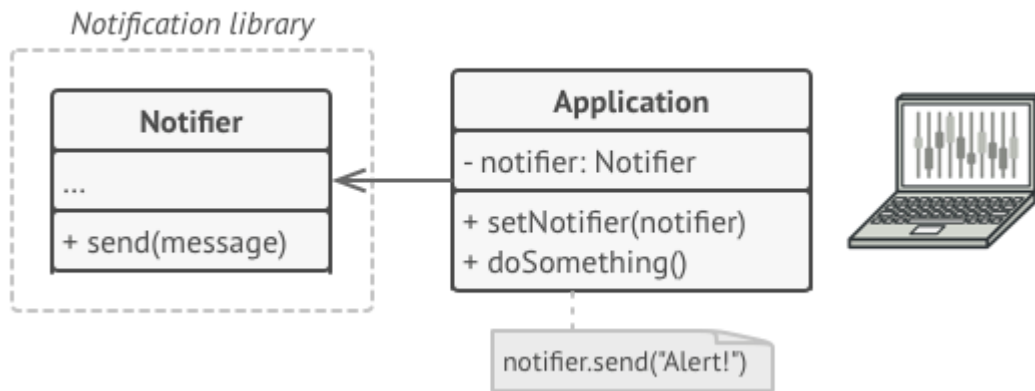 Notification library
Notifier
...
+ send(message)
Application
- notifier: Notifier
+ setNotifier(notifier)
+ doSomething()
notifier.send("Alert!")